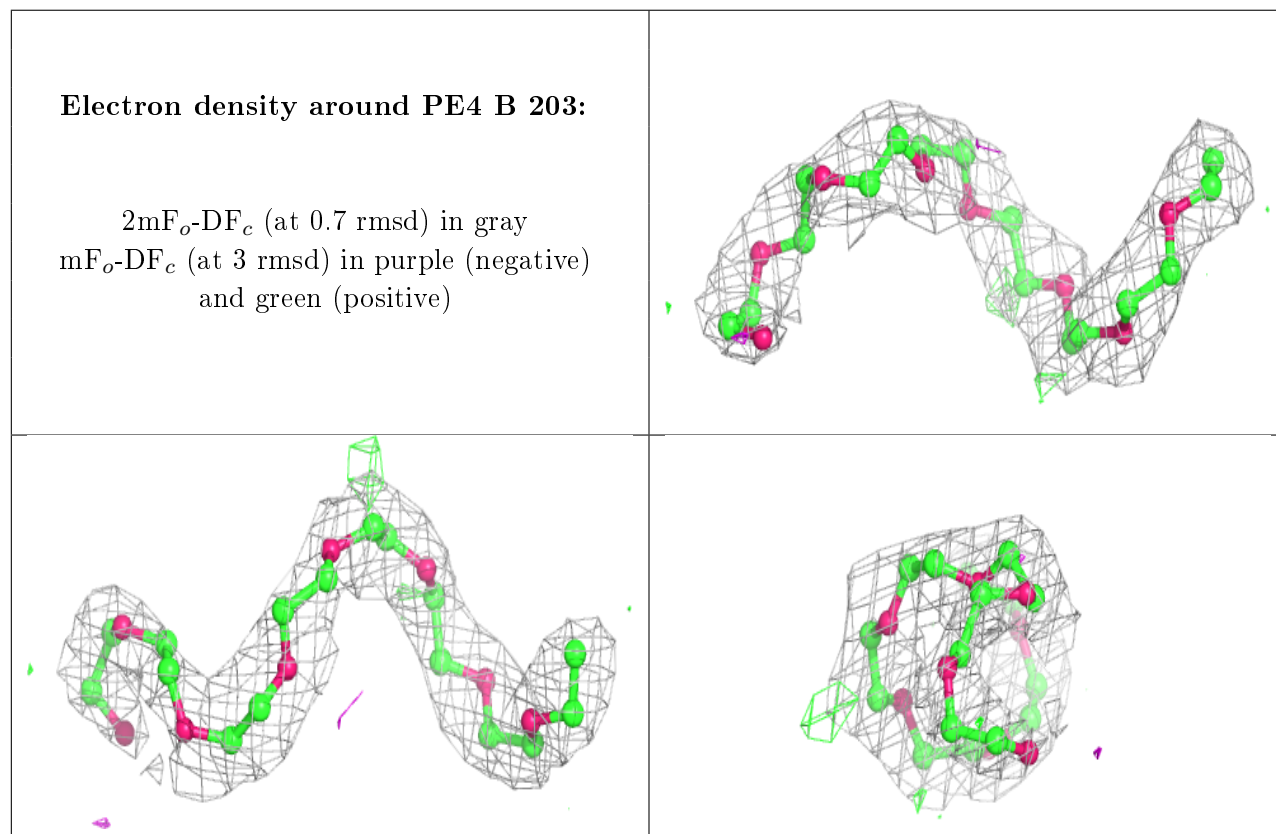 Electron density around PE4 B 203:
2mFₒ-DF𝒸 (at 0.7 rmsd) in gray
mFₒ-DF𝒸 (at 3 rmsd) in purple (negative)
and green (positive)